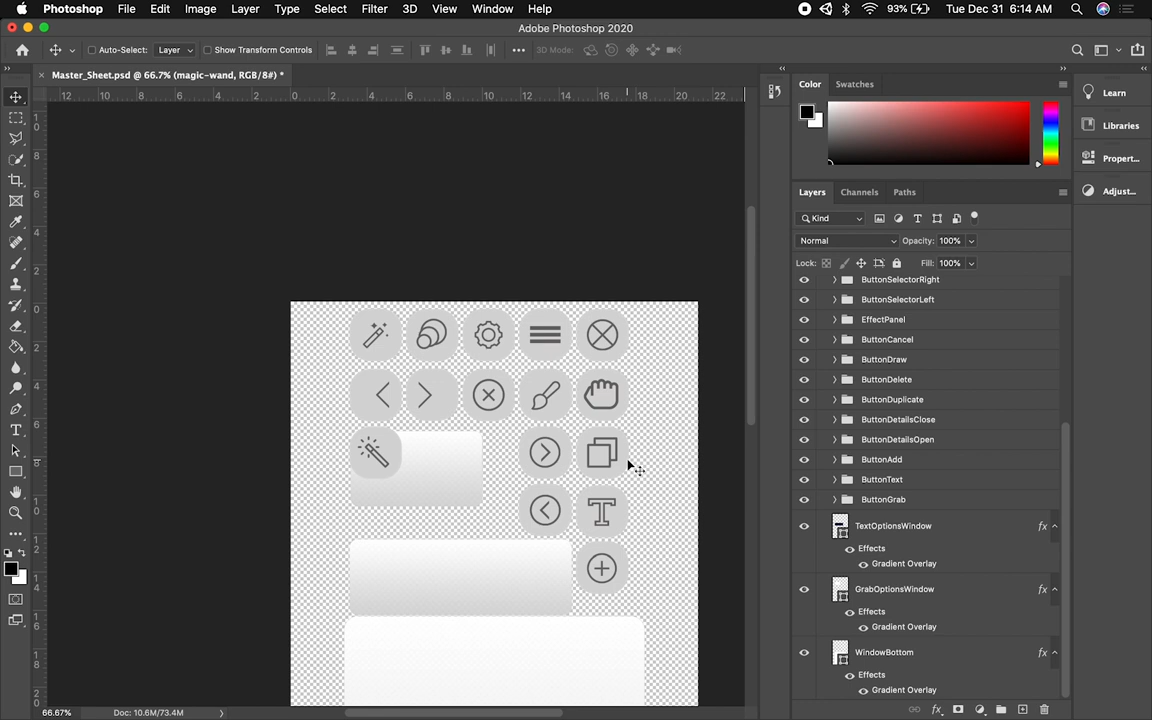 Photoshop File Edit Image Layer Type Select Filter 3D View Window Help 93% Tue Dec 31 6:14 AM
Adobe Photoshop 2020
Auto-Select: Layer Show Transform Controls 3D Mode:
Master_Sheet.psd @ 66.7% (magic-wand, RGB/8#) *
12 10 8 6 4 2 0 2 4 6 8 10 12 14 16 18 20 22
Color Swatches
Learn
Libraries
Propert...
Adjust...
Layers Channels Paths
Kind
Normal Opacity: 100%
Lock: Fill: 100%
ButtonSelectorRight
ButtonSelectorLeft
EffectPanel
ButtonCancel
ButtonDraw
ButtonDelete
ButtonDuplicate
ButtonDetailsClose
ButtonDetailsOpen
ButtonAdd
ButtonText
ButtonGrab
TextOptionsWindow fx
Effects
Gradient Overlay
GrabOptionsWindow fx
Effects
Gradient Overlay
WindowBottom fx
Effects
Gradient Overlay
66.67% Doc: 10.6M/73.4M